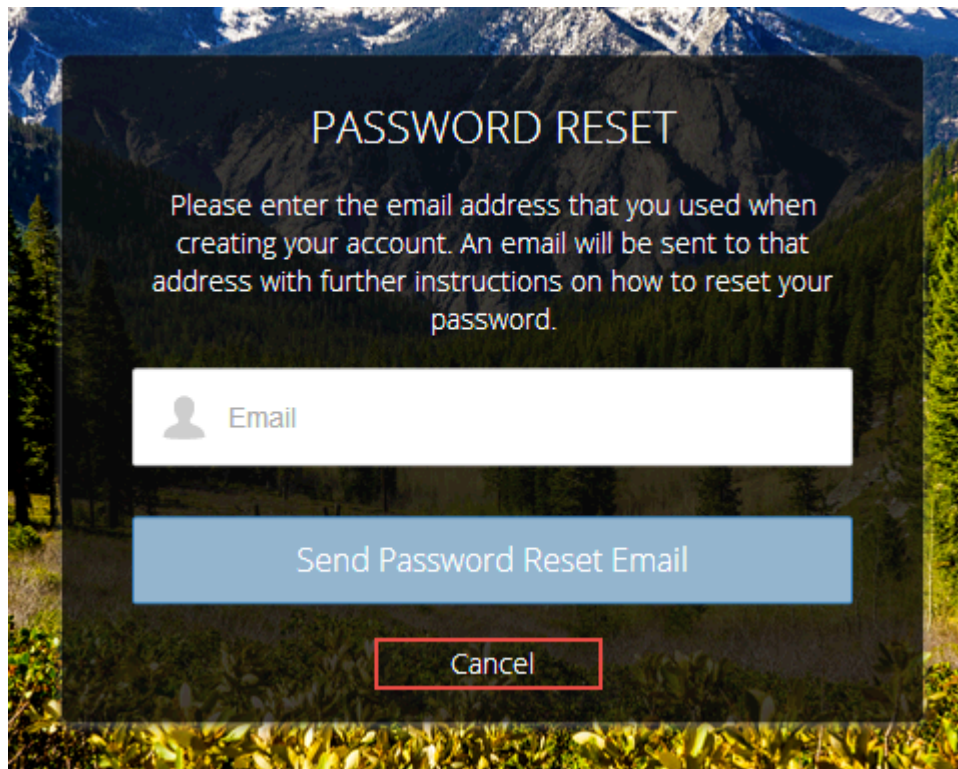 PASSWORD RESET
Please enter the email address that you used when
creating your account. An email will be sent to that
address with further instructions on how to reset your
password.
Email
Send Password Reset Email
Cancel